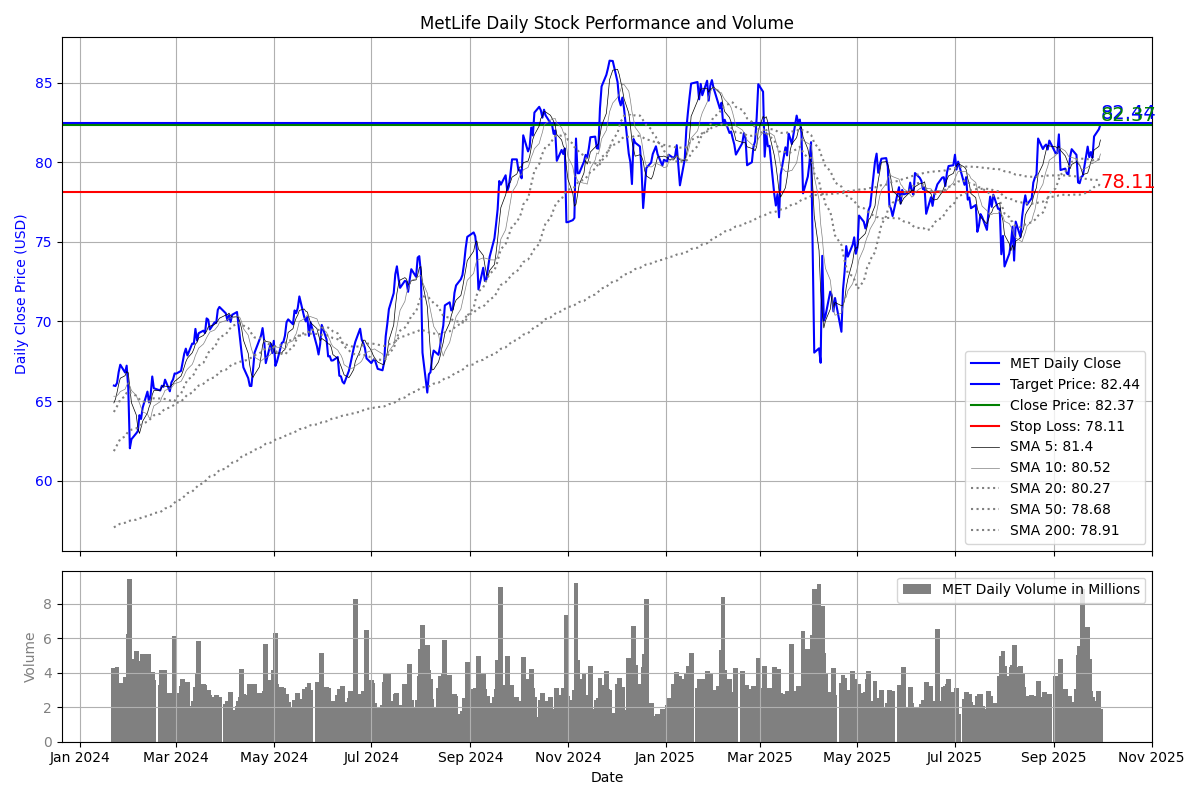 MetLife Daily Stock Performance and Volume
Daily Close Price (USD)
85
80
75
70
65
60
82.44
82.37
78.11
MET Daily Close
Target Price: 82.44
Close Price: 82.37
Stop Loss: 78.11
SMA 5: 81.4
SMA 10: 80.52
SMA 20: 80.27
SMA 50: 78.68
SMA 200: 78.91
MET Daily Volume in Millions
Volume
8
6
4
2
0
Jan 2024 Mar 2024 May 2024 Jul 2024 Sep 2024 Nov 2024 Jan 2025 Mar 2025 May 2025 Jul 2025 Sep 2025 Nov 2025
Date